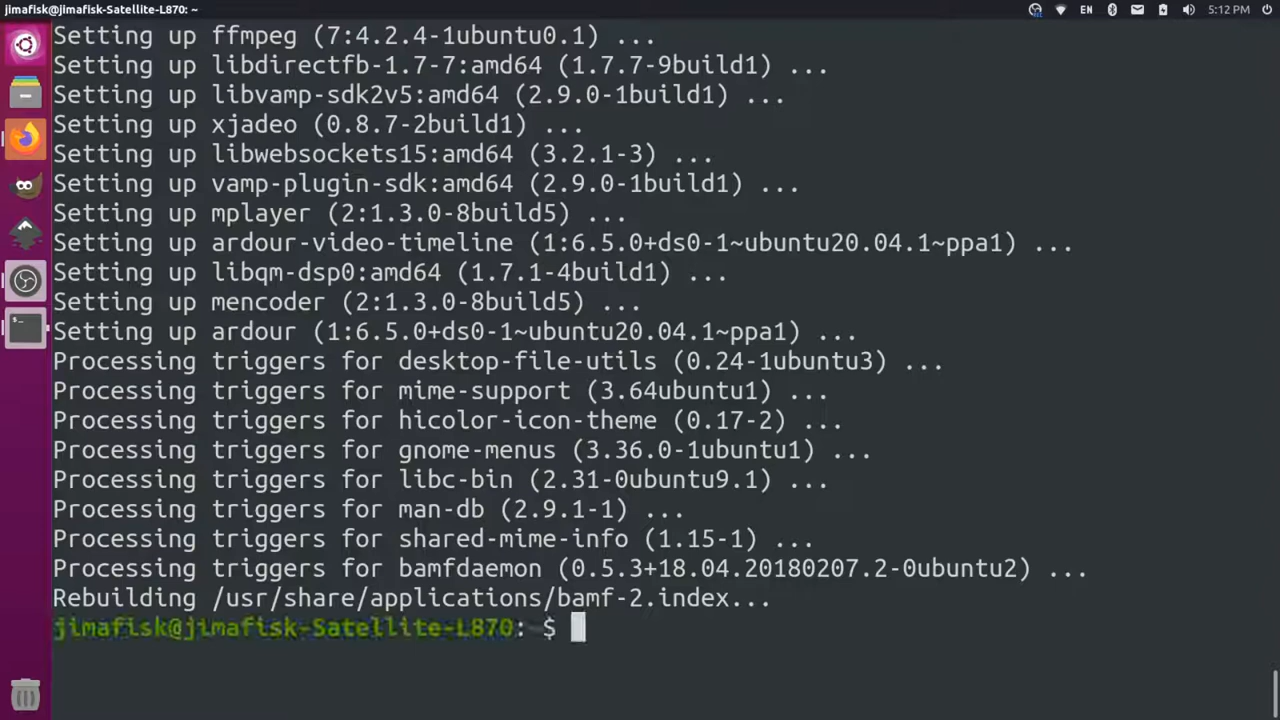 jimafisk@jimafisk-Satellite-L870: ~
EN
5:12 PM
Setting up ffmpeg (7:4.2.4-1ubuntu0.1) ...
Setting up libdirectfb-1.7-7:amd64 (1.7.7-9build1) ...
Setting up libvamp-sdk2v5:amd64 (2.9.0-1build1) ...
Setting up xjadeo (0.8.7-2build1) ...
Setting up libwebsockets15:amd64 (3.2.1-3) ...
Setting up vamp-plugin-sdk:amd64 (2.9.0-1build1) ...
Setting up mplayer (2:1.3.0-8build5) ...
Setting up ardour-video-timeline (1:6.5.0+ds0-1~ubuntu20.04.1~ppa1) ...
Setting up libqm-dsp0:amd64 (1.7.1-4build1) ...
Setting up mencoder (2:1.3.0-8build5) ...
Setting up ardour (1:6.5.0+ds0-1~ubuntu20.04.1~ppa1) ...
Processing triggers for desktop-file-utils (0.24-1ubuntu3) ...
Processing triggers for mime-support (3.64ubuntu1) ...
Processing triggers for hicolor-icon-theme (0.17-2) ...
Processing triggers for gnome-menus (3.36.0-1ubuntu1) ...
Processing triggers for libc-bin (2.31-0ubuntu9.1) ...
Processing triggers for man-db (2.9.1-1) ...
Processing triggers for shared-mime-info (1.15-1) ...
Processing triggers for bamfdaemon (0.5.3+18.04.20180207.2-0ubuntu2) ...
Rebuilding /usr/share/applications/bamf-2.index...
jimafisk@jimafisk-Satellite-L870:~$